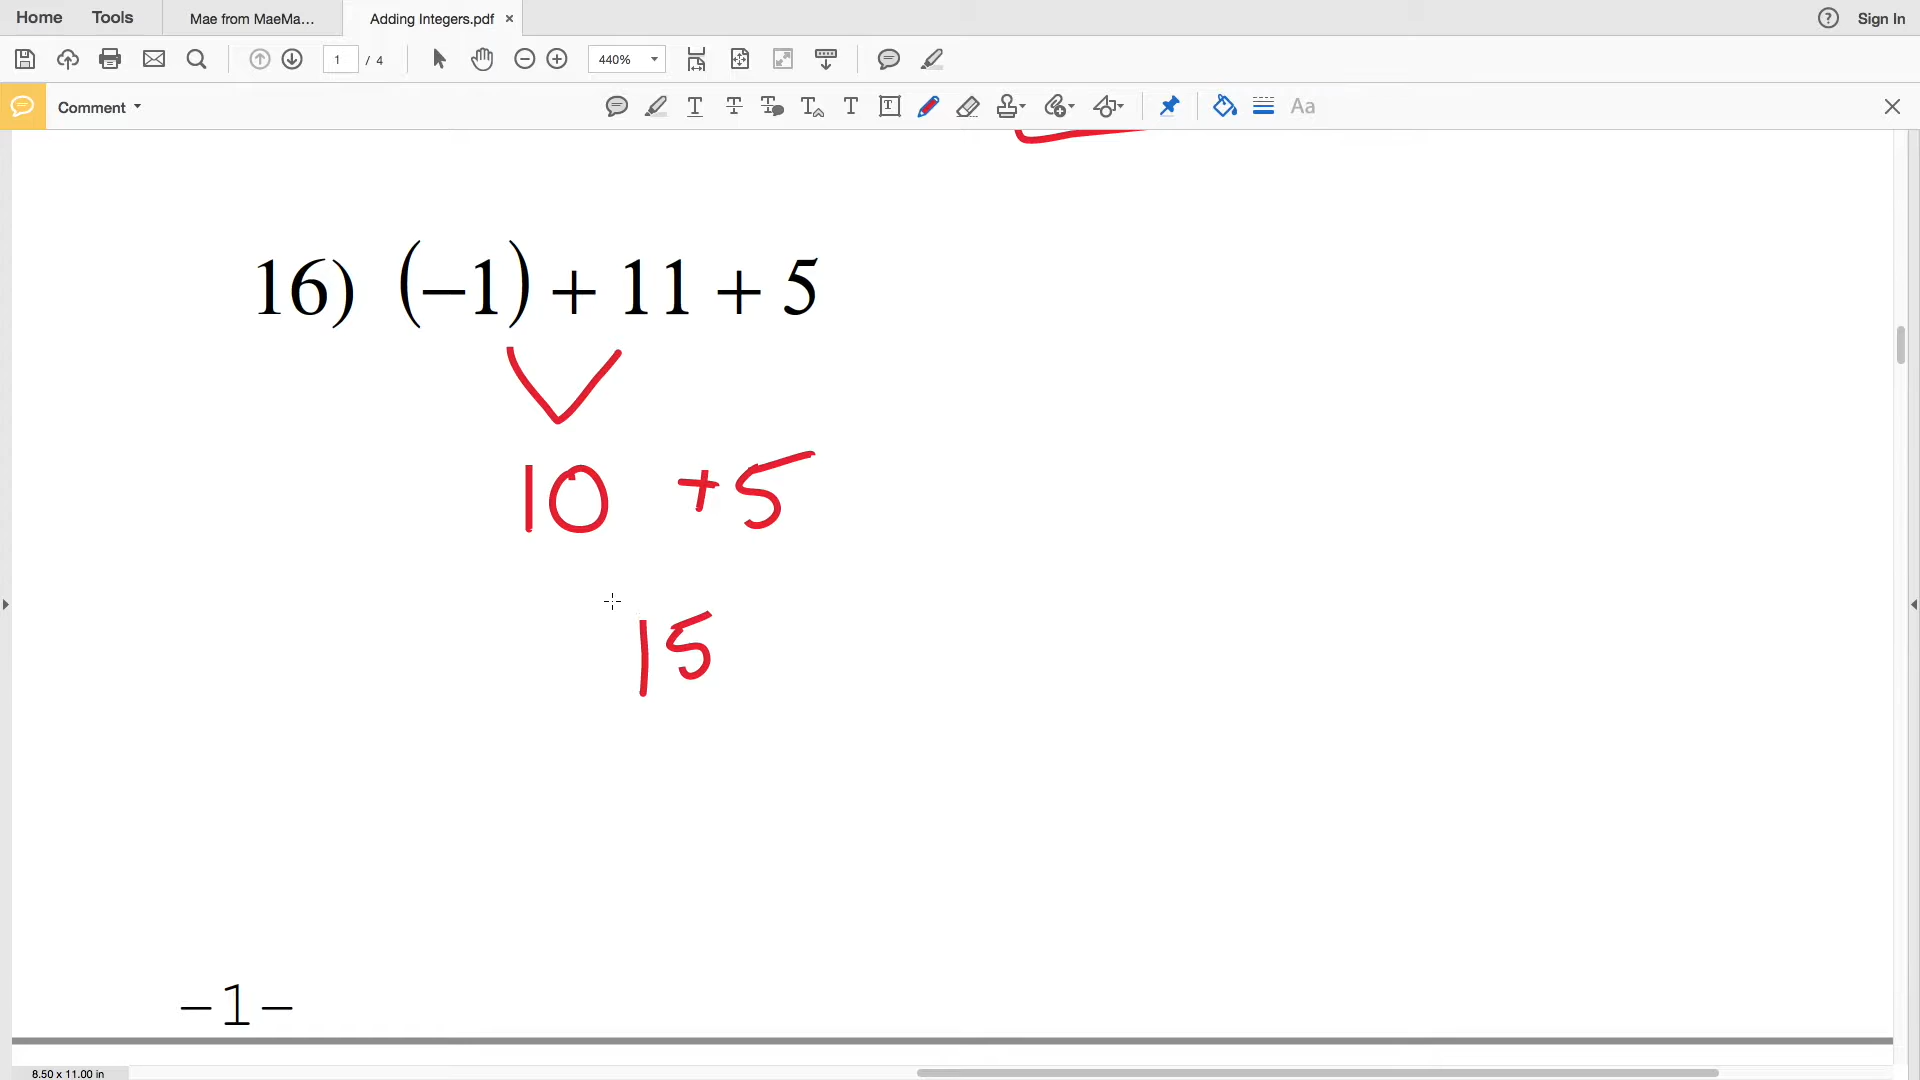 Home Tools Mae from MaeMa... Adding Integers.pdf × Sign In
1 / 4 440%
Comment Aa
16) (−1) + 11 + 5
10 +5
15
-1-
8.50 x 11.00 in